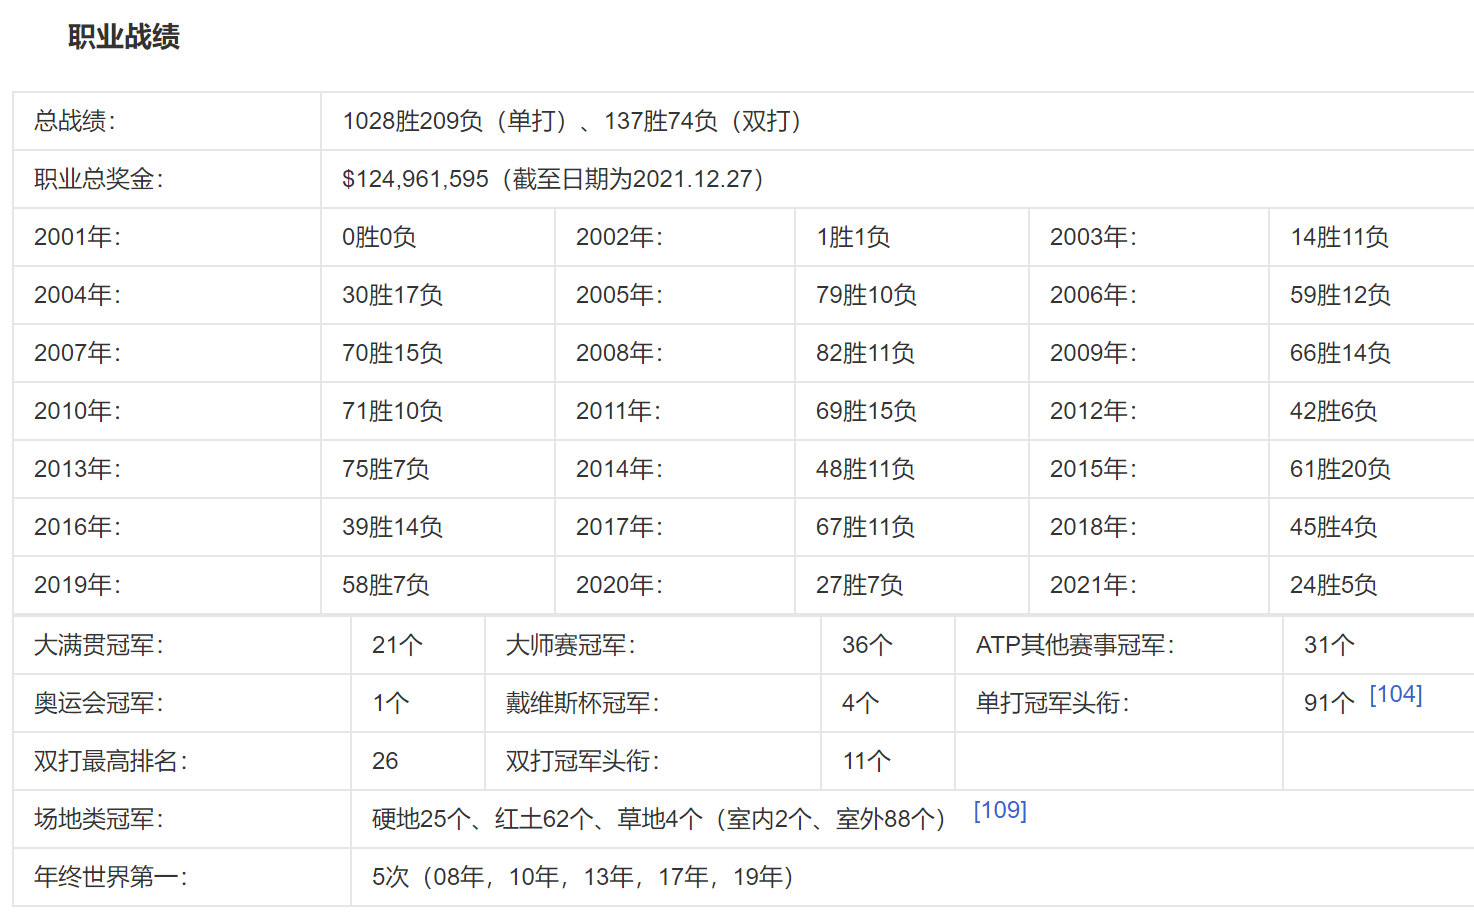 职业战绩
总战绩： 1028胜209负（单打）、137胜74负（双打）
职业总奖金： $124,961,595（截至日期为2021.12.27）
2001年： 0胜0负 2002年： 1胜1负 2003年： 14胜11负
2004年： 30胜17负 2005年： 79胜10负 2006年： 59胜12负
2007年： 70胜15负 2008年： 82胜11负 2009年： 66胜14负
2010年： 71胜10负 2011年： 69胜15负 2012年： 42胜6负
2013年： 75胜7负 2014年： 48胜11负 2015年： 61胜20负
2016年： 39胜14负 2017年： 67胜11负 2018年： 45胜4负
2019年： 58胜7负 2020年： 27胜7负 2021年： 24胜5负
大满贯冠军： 21个 大师赛冠军： 36个 ATP其他赛事冠军： 31个
奥运会冠军： 1个 戴维斯杯冠军： 4个 单打冠军头衔： 91个 [104]
双打最高排名： 26 双打冠军头衔： 11个
场地类冠军： 硬地25个、红土62个、草地4个（室内2个、室外88个） [109]
年终世界第一： 5次（08年，10年，13年，17年，19年）